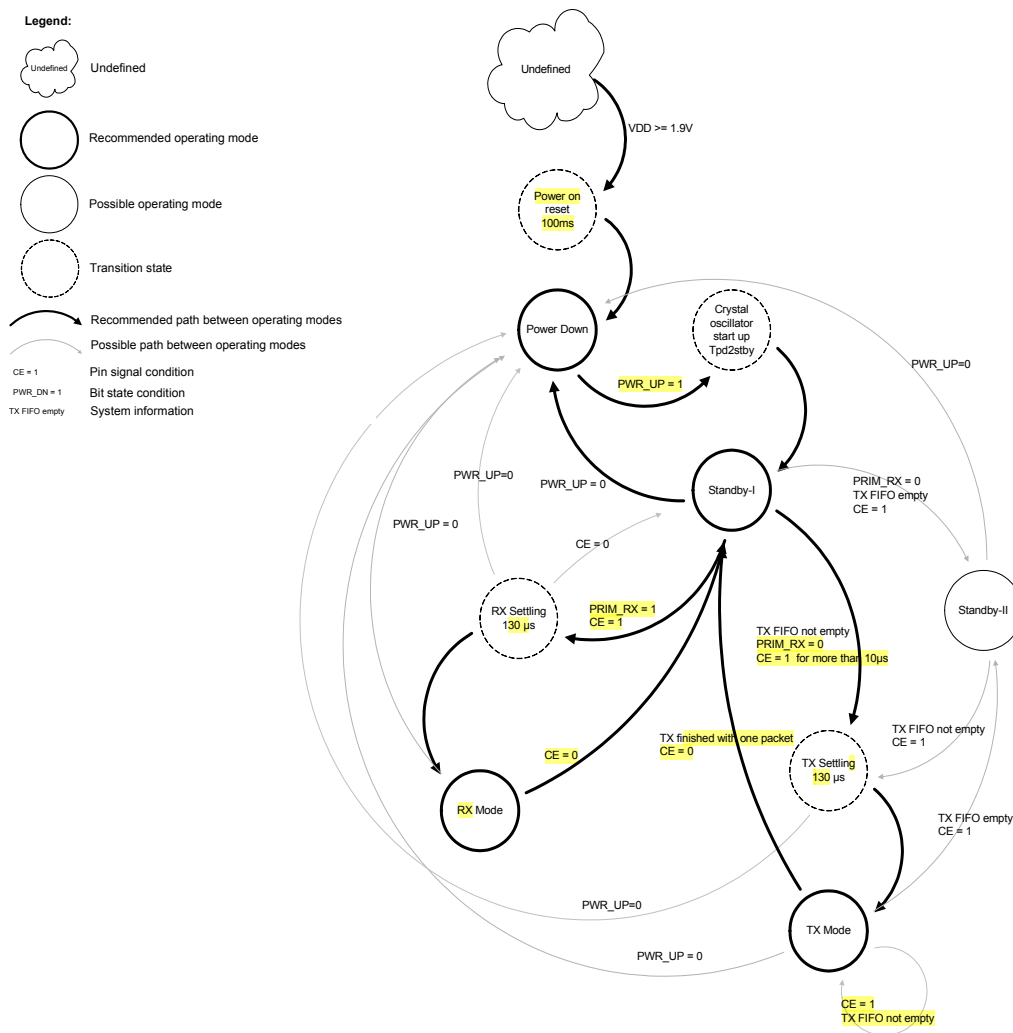 Legend:
Undefined
Undefined
Recommended operating mode
Possible operating mode
Transition state
Recommended path between operating modes
Possible path between operating modes
CE = 1
Pin signal condition
PWR_DN = 1
Bit state condition
TX FIFO empty
System information
Undefined
VDD >= 1.9V
Power on
reset
100ms
Power Down
Crystal
oscillator
start up
Tpd2stby
PWR_UP=0
PWR_UP = 1
PWR_UP=0
PWR_UP = 0
Standby-I
PRIM_RX = 0
TX FIFO empty
CE = 1
PWR_UP = 0
CE = 0
RX Settling
130 µs
PRIM_RX = 1
CE = 1
Standby-II
TX FIFO not empty
PRIM_RX = 0
CE = 1 for more than 10µs
TX finished with one packet
CE = 0
CE = 0
TX FIFO not empty
CE = 1
TX Settling
130 µs
RX Mode
TX FIFO empty
CE = 1
PWR_UP=0
TX Mode
PWR_UP = 0
CE = 1
TX FIFO not empty